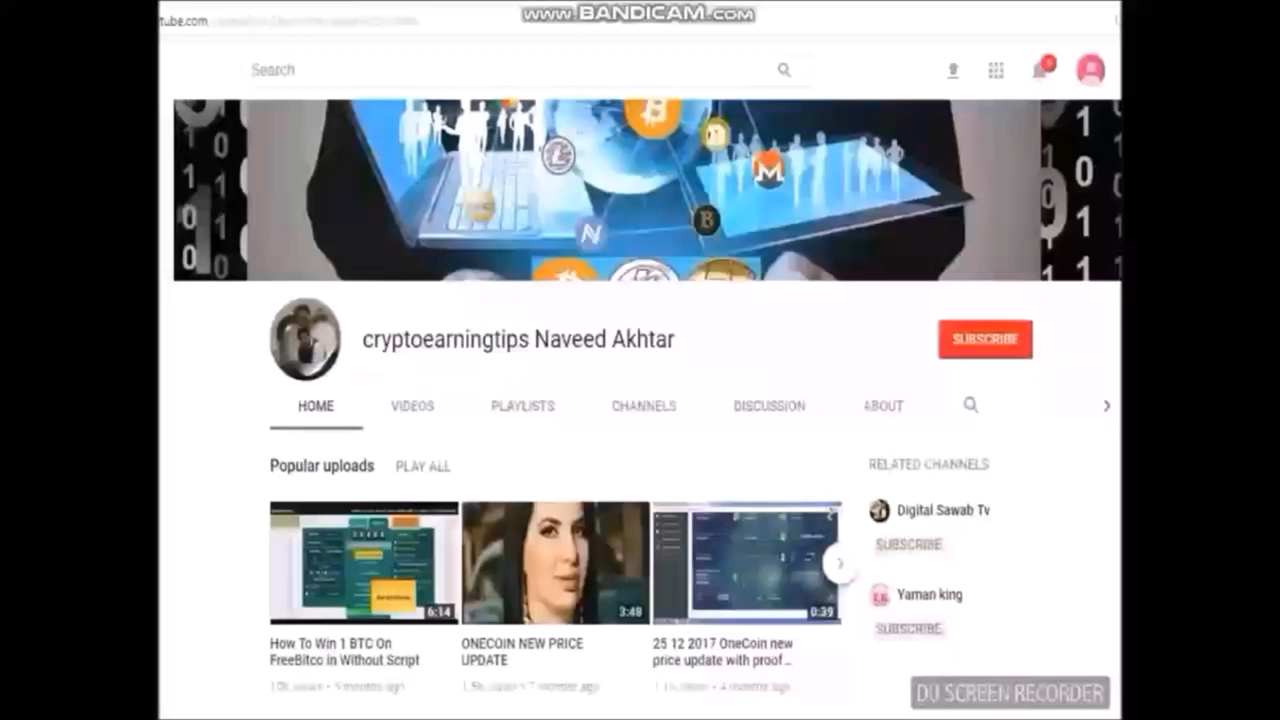 www.BANDICAM.com
tube.com
Search
cryptoearningtips Naveed Akhtar
SUBSCRIBE
HOME VIDEOS PLAYLISTS CHANNELS DISCUSSION ABOUT
Popular uploads PLAY ALL
6:14
3:48
0:39
How To Win 1 BTC On
FreeBitco in Without Script
ONECOIN NEW PRICE
UPDATE
25 12 2017 OneCoin new
price update with proof...
RELATED CHANNELS
Digital Sawab Tv
SUBSCRIBE
Yaman king
SUBSCRIBE
DU SCREEN RECORDER